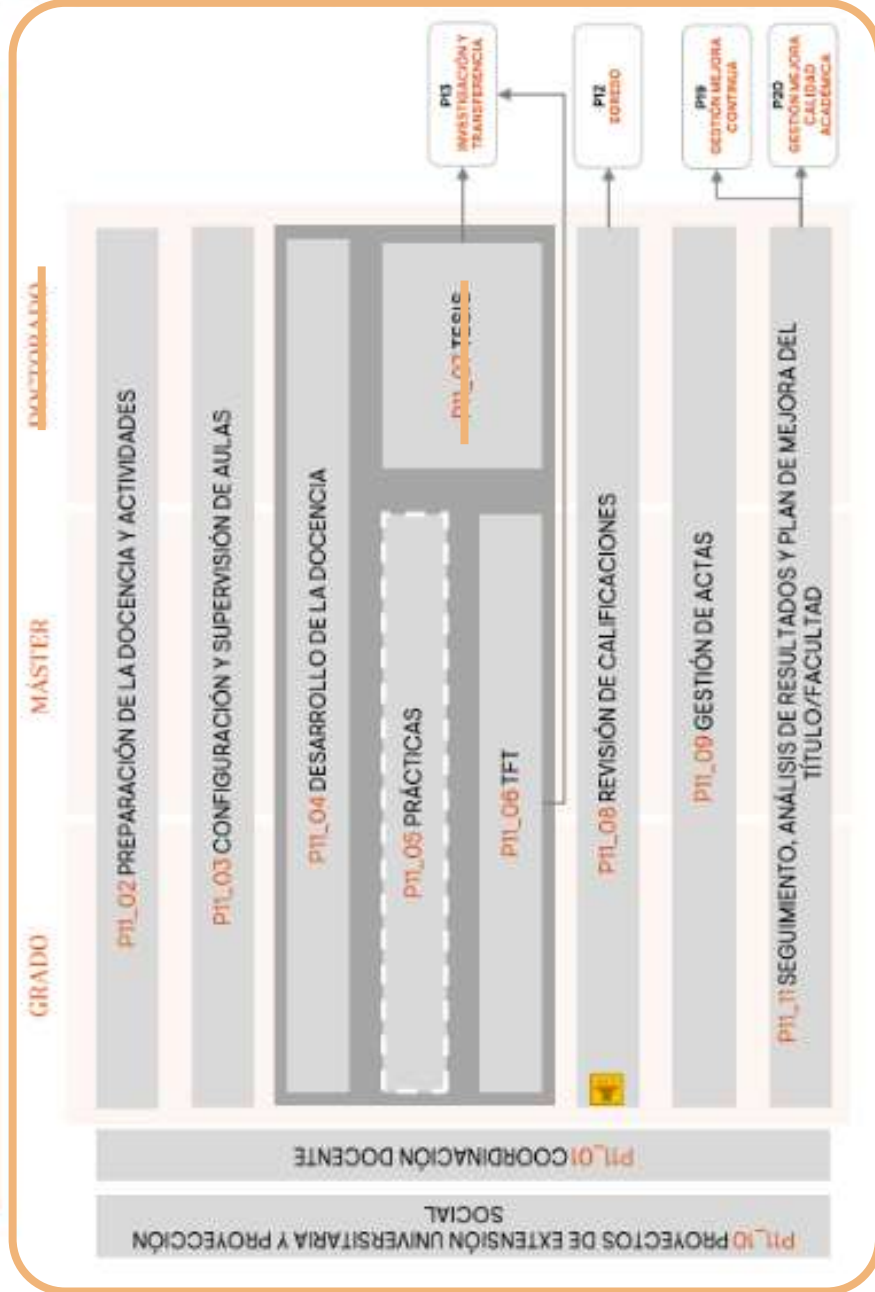 GRADO
MÁSTER
DOCTORADO
P11_10 PROYECTOS DE EXTENSIÓN UNIVERSITARIA Y PROYECCIÓN
SOCIAL
P11_01 COORDINACIÓN DOCENTE
P11_02 PREPARACIÓN DE LA DOCENCIA Y ACTIVIDADES
P11_03 CONFIGURACIÓN Y SUPERVISIÓN DE AULAS
P11_04 DESARROLLO DE LA DOCENCIA
P11_05 PRÁCTICAS
P11_07 TESIS
P11_06 TFT
P11_08 REVISIÓN DE CALIFICACIONES
P11_09 GESTIÓN DE ACTAS
P11_11 SEGUIMIENTO, ANÁLISIS DE RESULTADOS Y PLAN DE MEJORA DEL
TÍTULO/FACULTAD
P13
INVESTIGACIÓN Y
TRANSFERENCIA
P12
EGRESO
P19
GESTIÓN MEJORA
CONTINUA
P20
GESTIÓN MEJORA
CALIDAD
ACADÉMICA